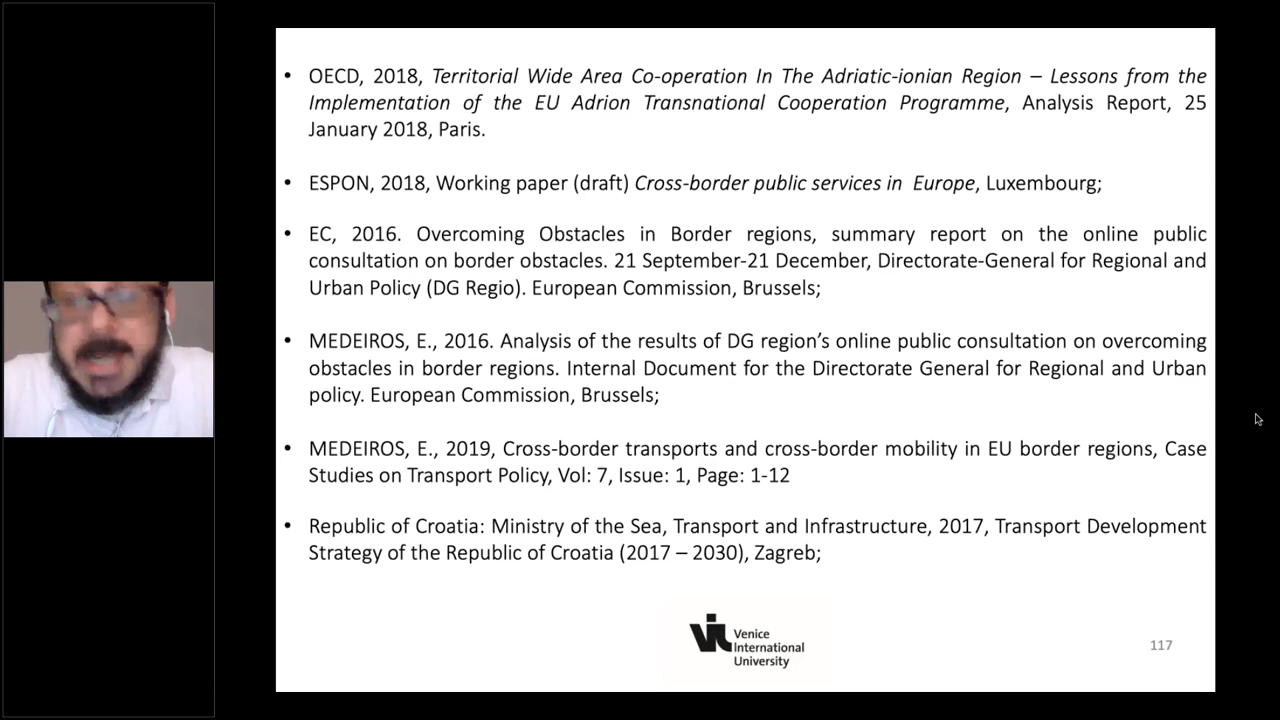 • OECD, 2018, Territorial Wide Area Co-operation In The Adriatic-ionian Region – Lessons from the
Implementation of the EU Adrion Transnational Cooperation Programme, Analysis Report, 25
January 2018, Paris.
• ESPON, 2018, Working paper (draft) Cross-border public services in Europe, Luxembourg;
• EC, 2016. Overcoming Obstacles in Border regions, summary report on the online public
consultation on border obstacles. 21 September-21 December, Directorate-General for Regional and
Urban Policy (DG Regio). European Commission, Brussels;
• MEDEIROS, E., 2016. Analysis of the results of DG region’s online public consultation on overcoming
obstacles in border regions. Internal Document for the Directorate General for Regional and Urban
policy. European Commission, Brussels;
• MEDEIROS, E., 2019, Cross-border transports and cross-border mobility in EU border regions, Case
Studies on Transport Policy, Vol: 7, Issue: 1, Page: 1-12
• Republic of Croatia: Ministry of the Sea, Transport and Infrastructure, 2017, Transport Development
Strategy of the Republic of Croatia (2017 – 2030), Zagreb;
VIU
Venice
International
University
117